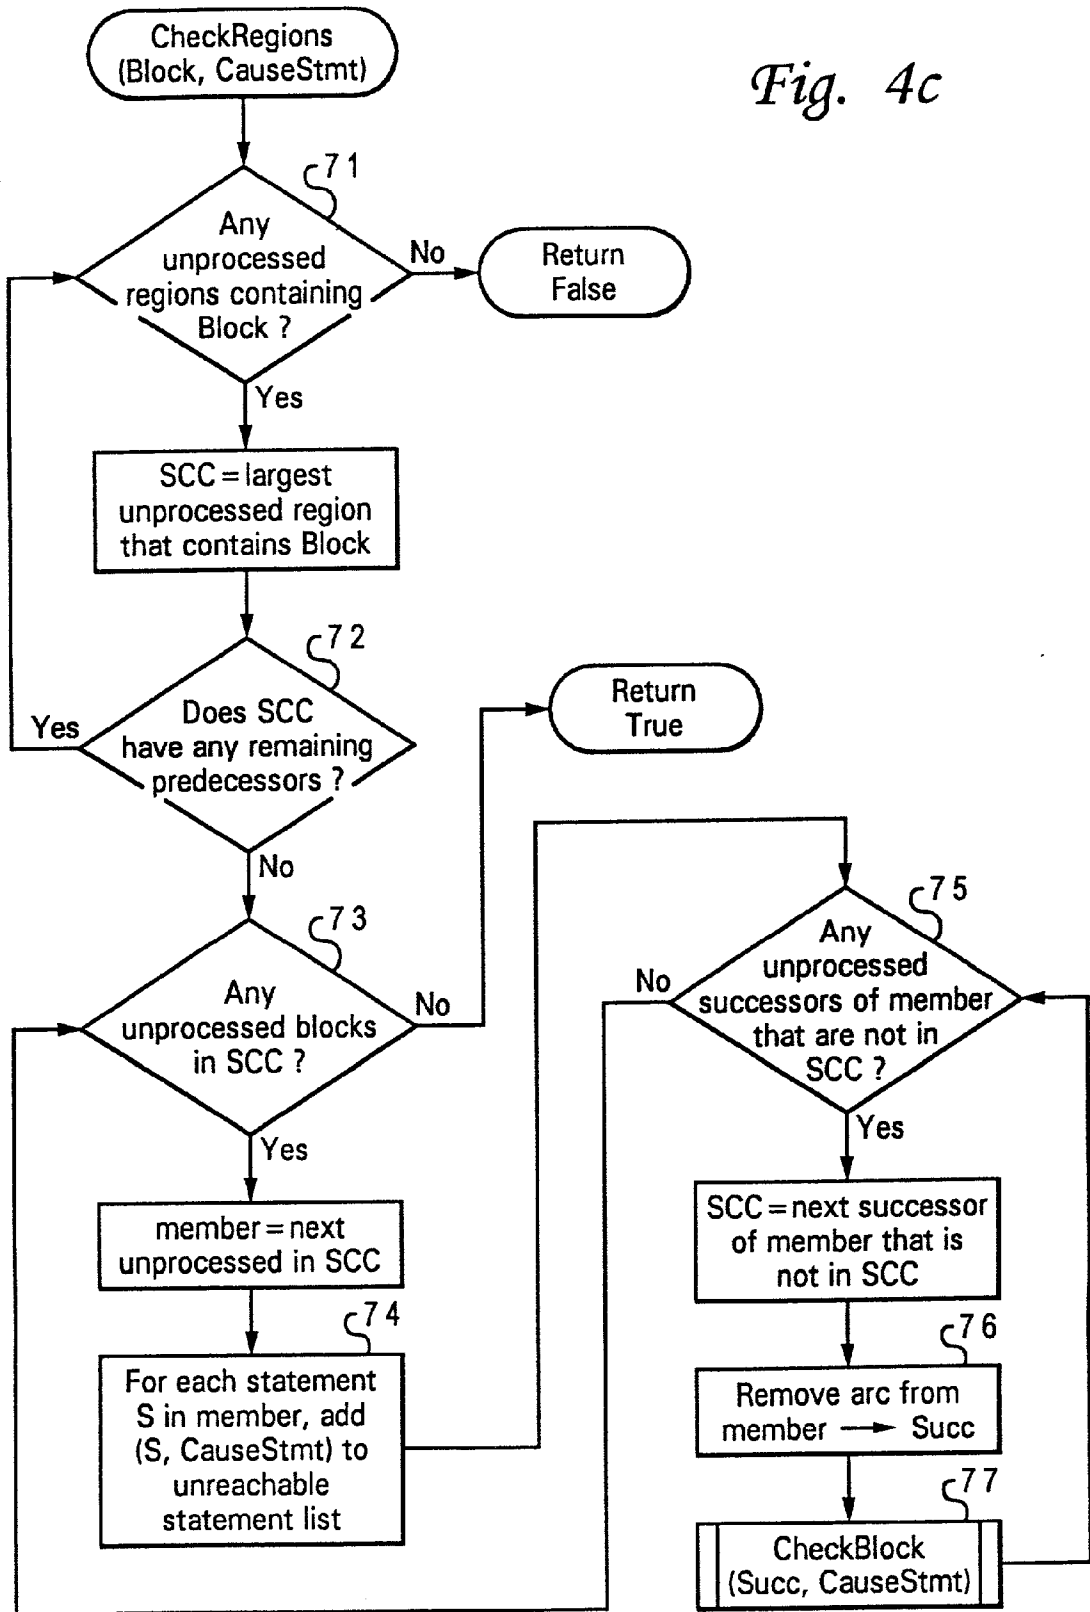 CheckRegions
(Block, CauseStmt)
Fig. 4c
71
Any
unprocessed
regions containing
Block ?
No
Return
False
Yes
SCC = largest
unprocessed region
that contains Block
72
Does SCC
have any remaining
predecessors ?
Yes
Return
True
No
73
Any
unprocessed blocks
in SCC ?
No
Yes
member = next
unprocessed in SCC
74
For each statement
S in member, add
(S, CauseStmt) to
unreachable
statement list
75
Any
unprocessed
successors of member
that are not in
SCC ?
No
Yes
SCC = next successor
of member that is
not in SCC
76
Remove arc from
member → Succ
77
CheckBlock
(Succ, CauseStmt)